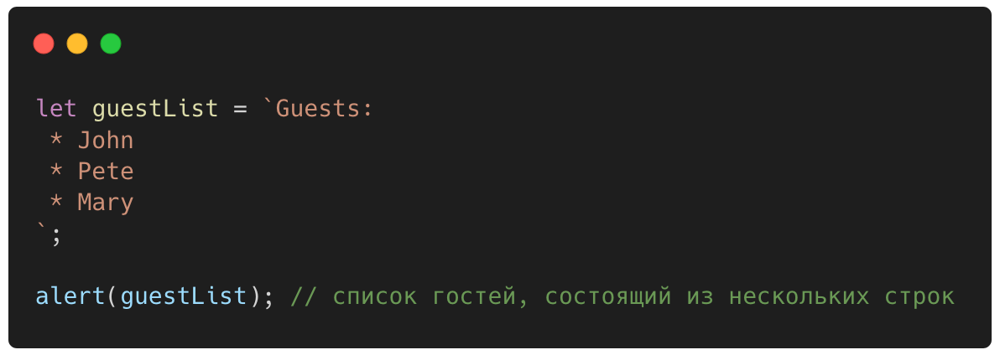 let guestList = `Guests:
 * John
 * Pete
 * Mary
`;
alert(guestList); // список гостей, состоящий из нескольких строк